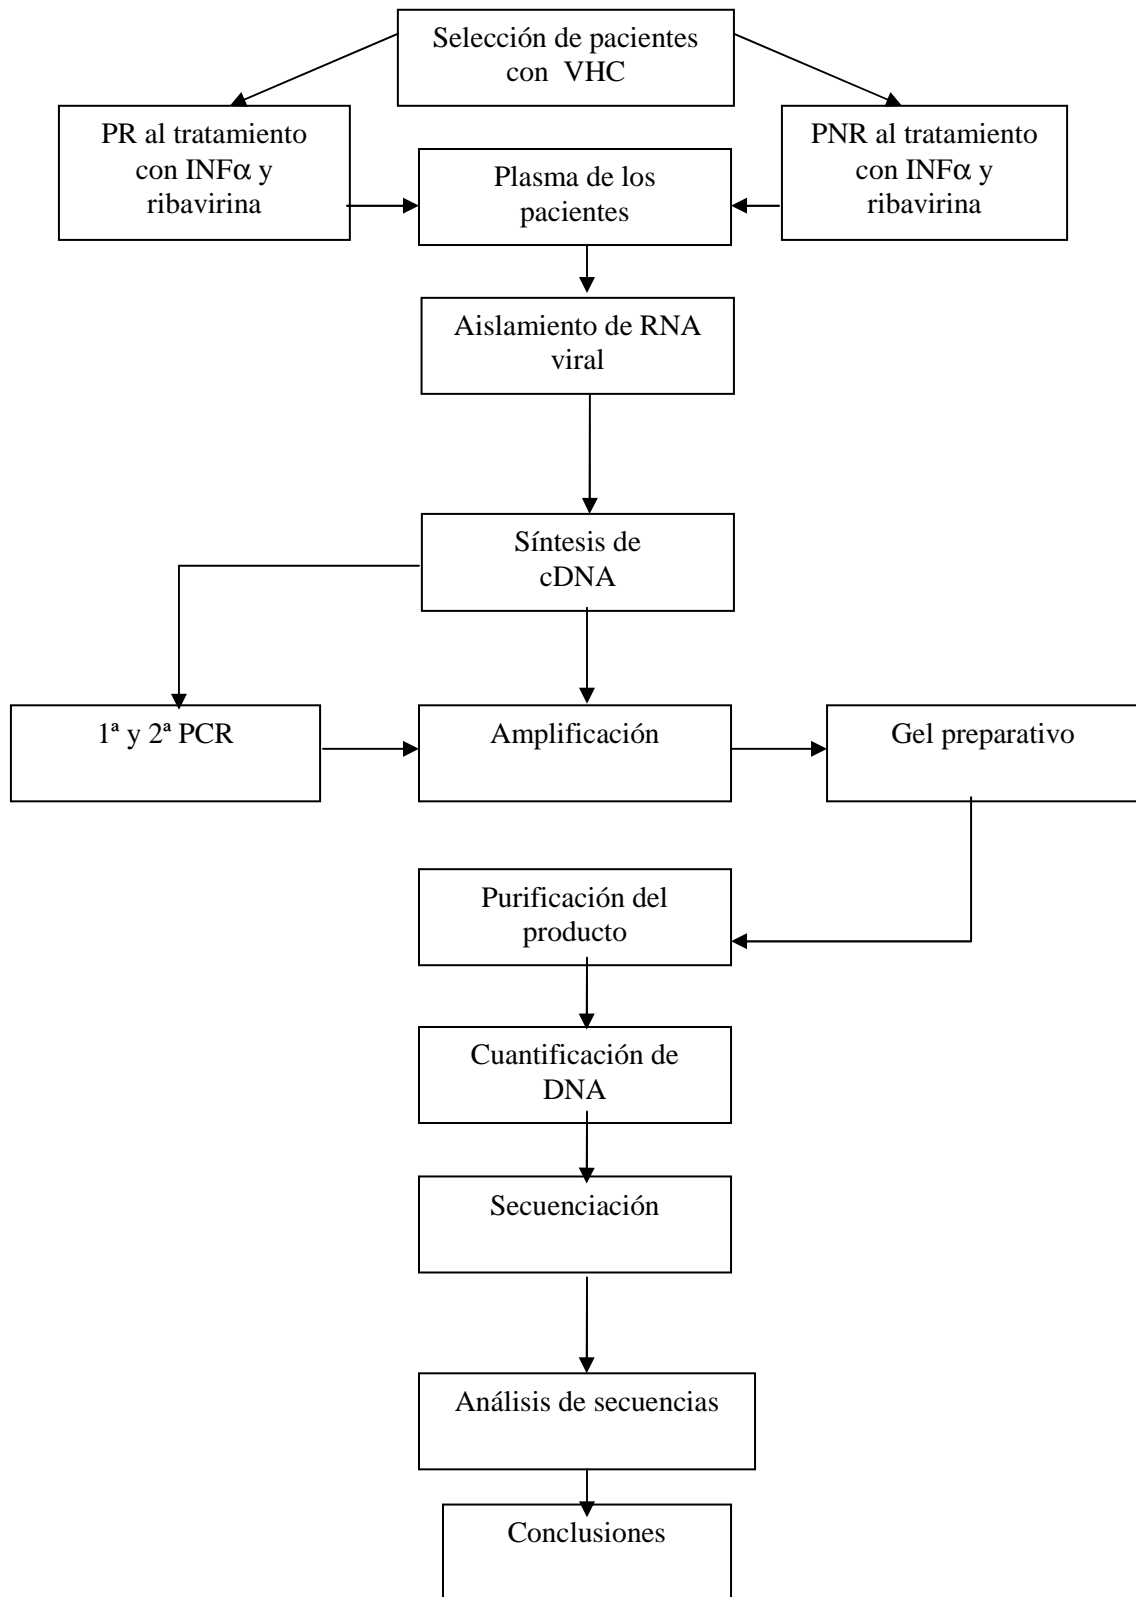 Selección de pacientes
con VHC
PR al tratamiento
con INFα y
ribavirina
Plasma de los
pacientes
PNR al tratamiento
con INFα y
ribavirina
Aislamiento de RNA
viral
Síntesis de
cDNA
1ª y 2ª PCR
Amplificación
Gel preparativo
Purificación del
producto
Cuantificación de
DNA
Secuenciación
Análisis de secuencias
Conclusiones